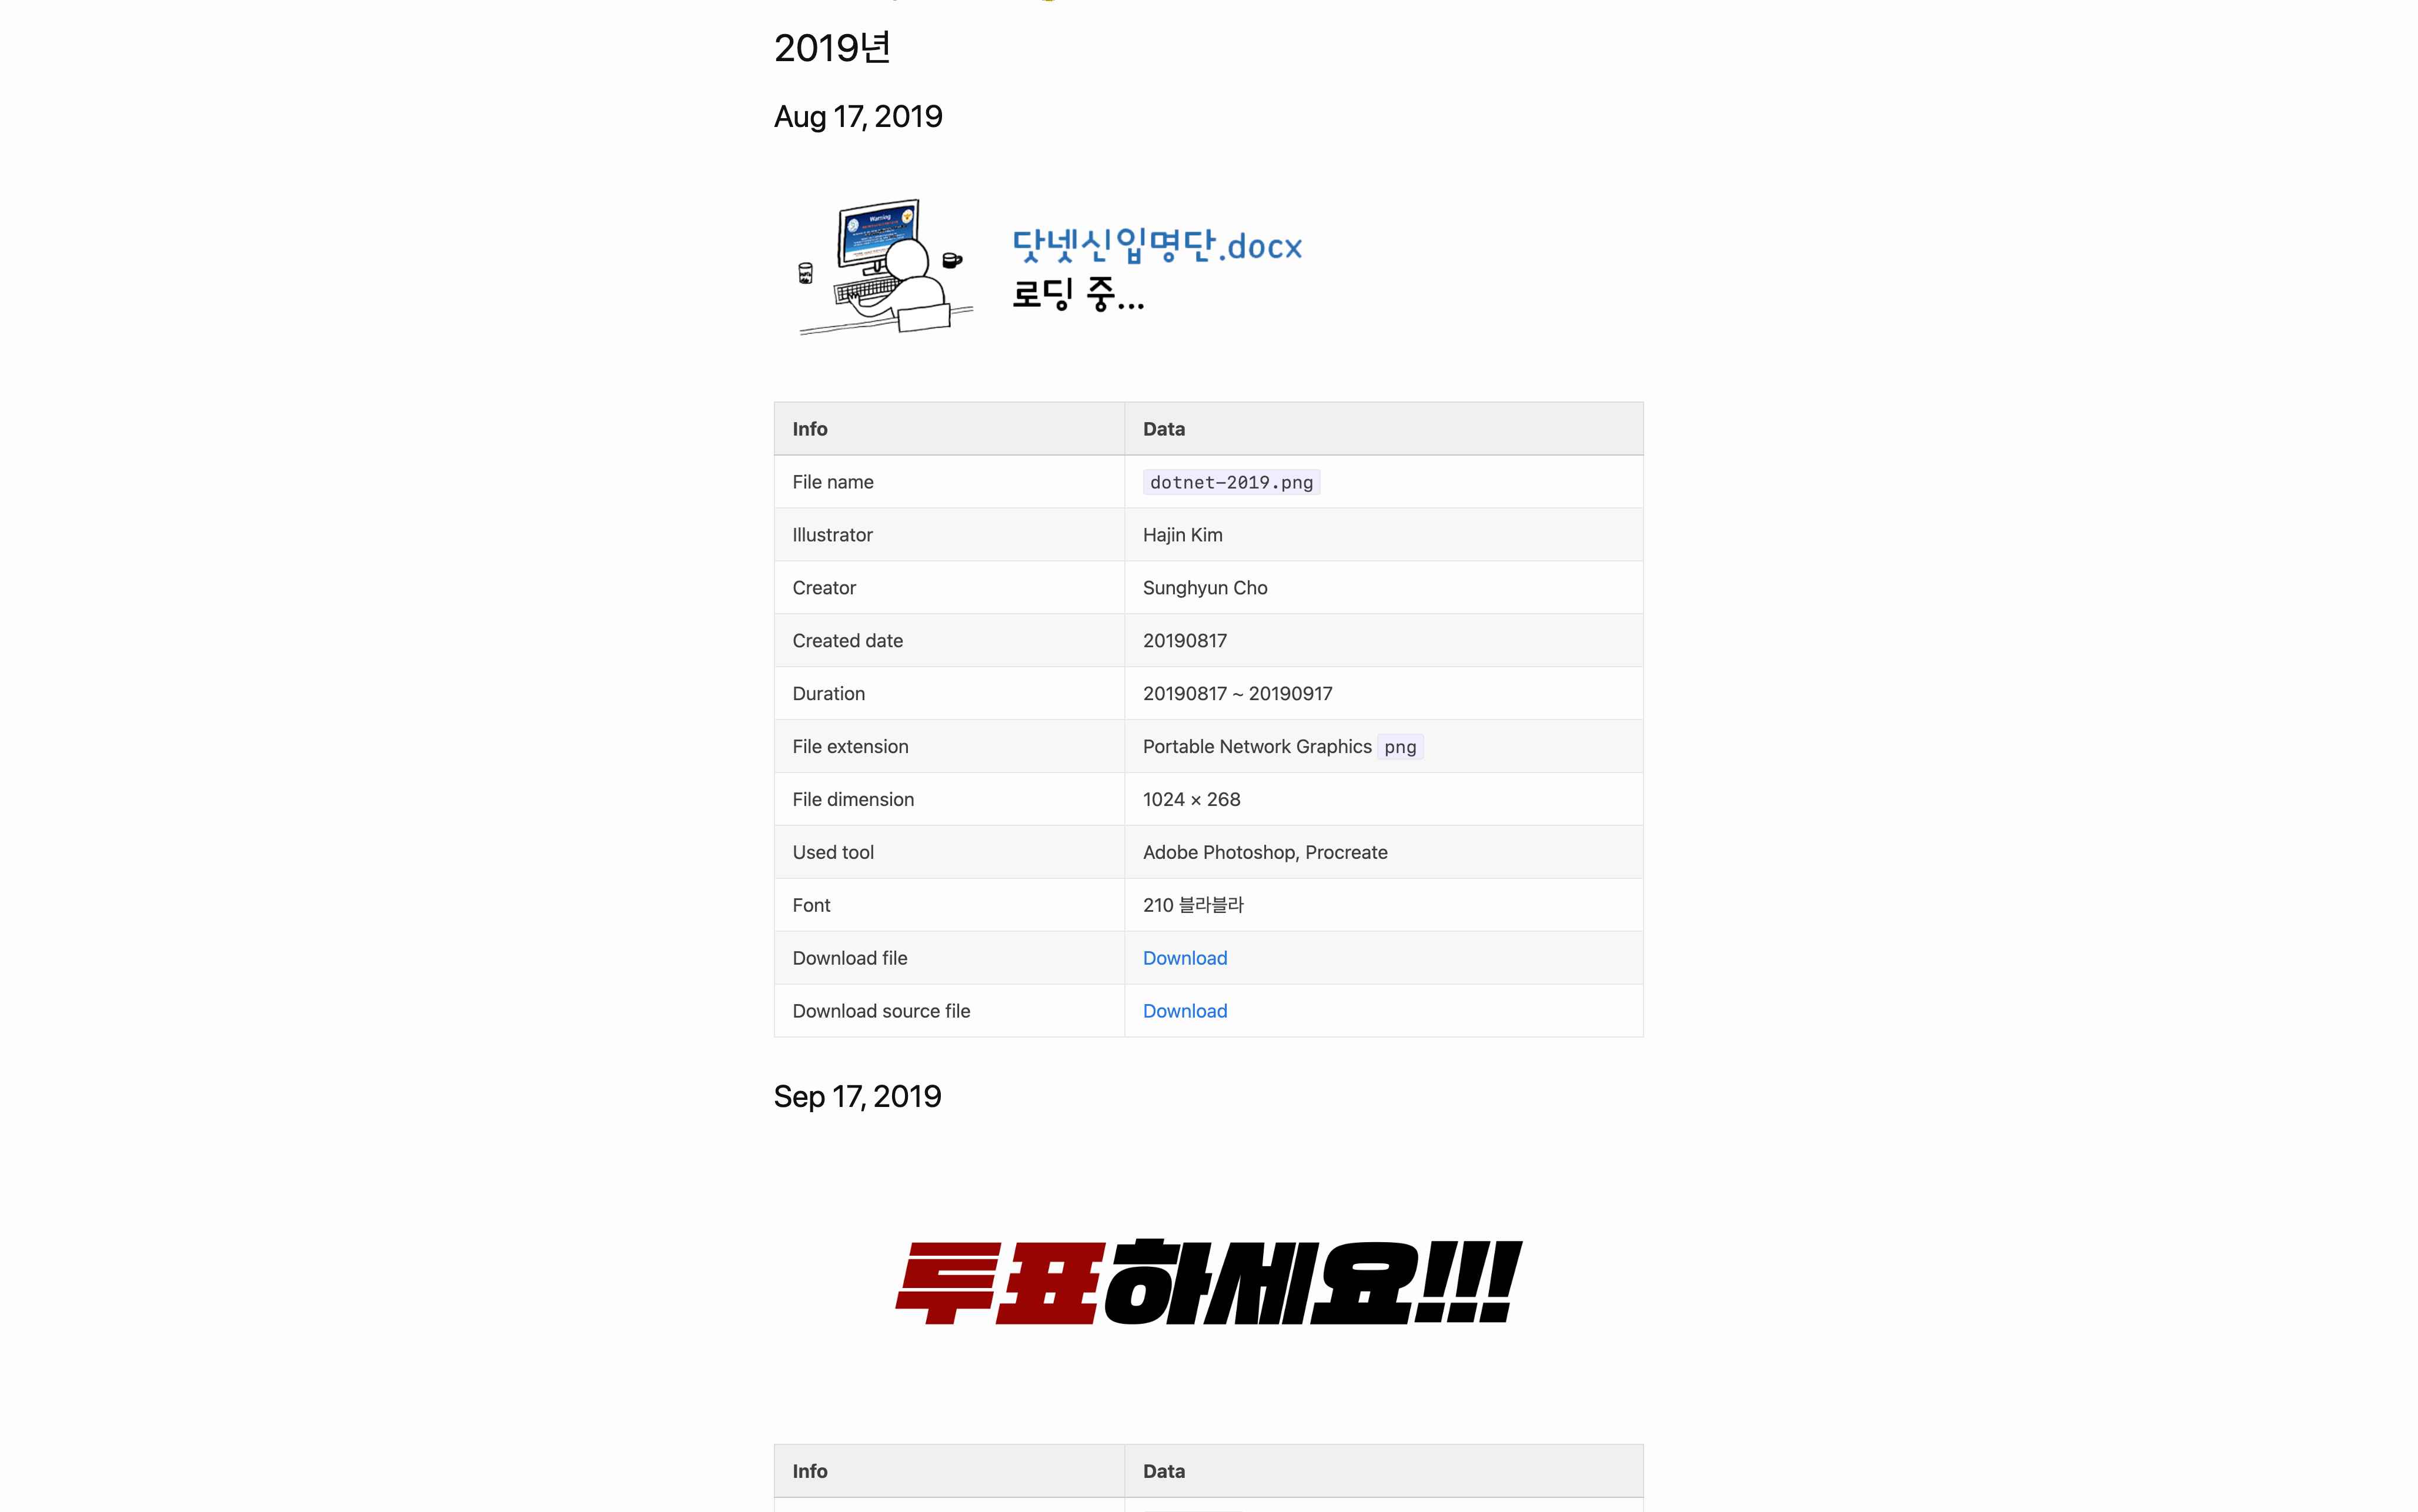 2019년
Aug 17, 2019
Warning
닷넷신입명단.docx
로딩 중...
Info Data
File name dotnet-2019.png
Illustrator Hajin Kim
Creator Sunghyun Cho
Created date 20190817
Duration 20190817 ~ 20190917
File extension Portable Network Graphics png
File dimension 1024 × 268
Used tool Adobe Photoshop, Procreate
Font 210 블라블라
Download file Download
Download source file Download
Sep 17, 2019
투표하세요!!!
Info Data